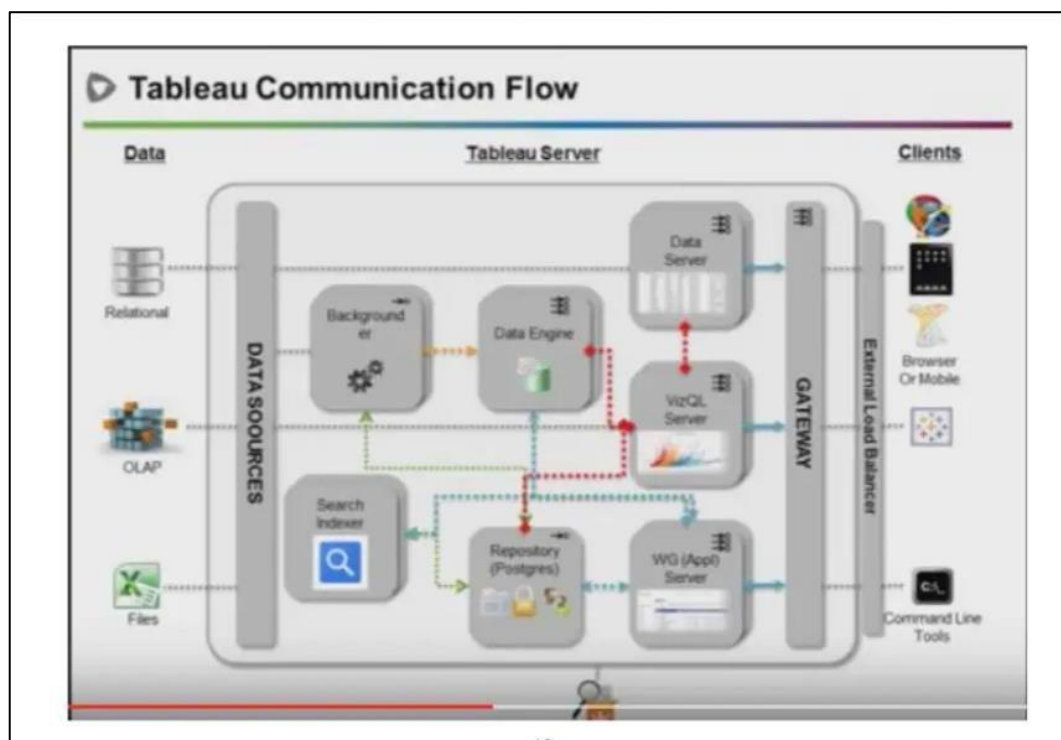 Tableau Communication Flow
Data
Tableau Server
Clients
Relational
OLAP
Files
DATA SOOURCES
Background
er
Data Engine
Search
Indexer
Repository
(Postgres)
Data
Server
VizQL
Server
WG (Appl)
Server
GATEWAY
External Load Balancer
Browser
Or Mobile
C:\_
Command Line
Tools